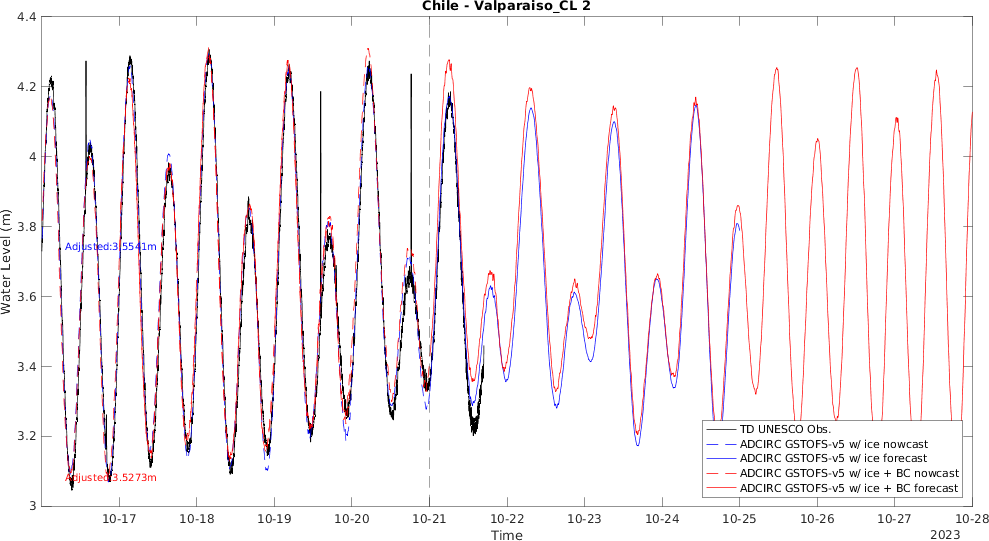 Chile - Valparaiso_CL 2
4.4
4.2
4
3.8
3.6
3.4
3.2
3
Water Level (m)
Adjusted:3.5541m
Adjusted:3.5273m
TD UNESCO Obs.
ADCIRC GSTOFS-v5 w/ ice nowcast
ADCIRC GSTOFS-v5 w/ ice forecast
ADCIRC GSTOFS-v5 w/ ice + BC nowcast
ADCIRC GSTOFS-v5 w/ ice + BC forecast
10-17 10-18 10-19 10-20 10-21 10-22 10-23 10-24 10-25 10-26 10-27 10-28
Time
2023